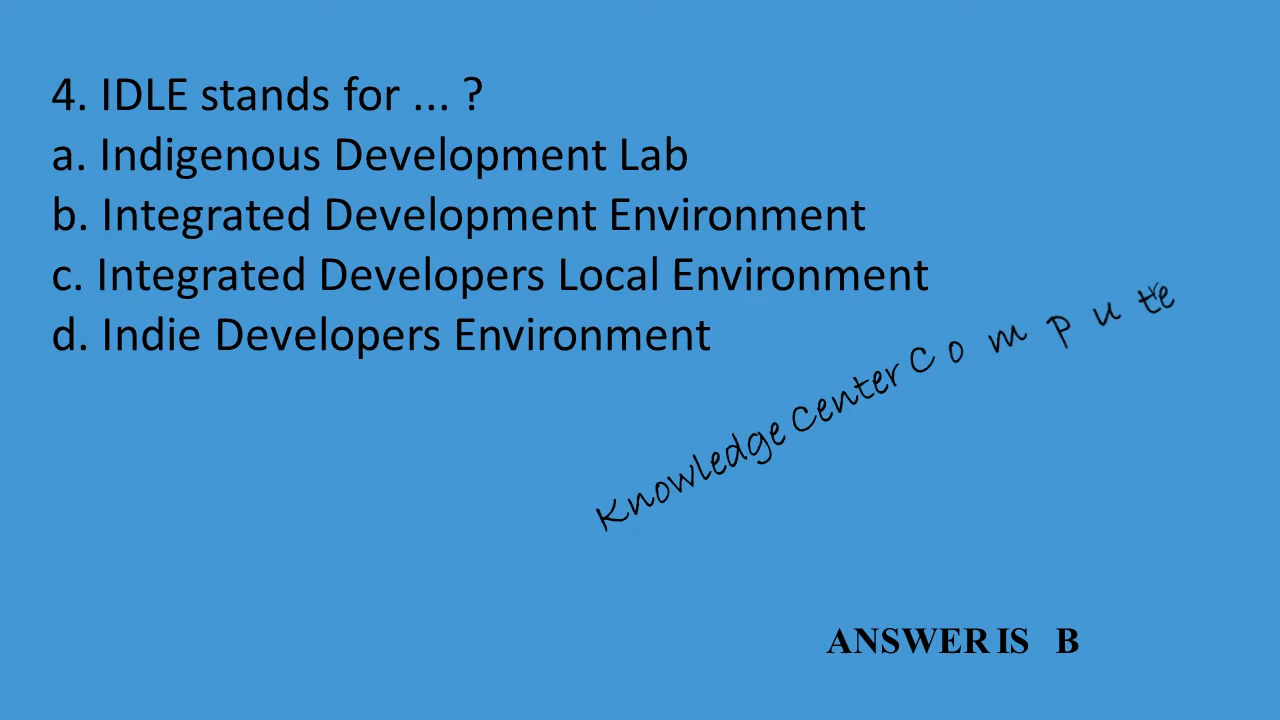 4. IDLE stands for ... ?
a. Indigenous Development Lab
b. Integrated Development Environment
c. Integrated Developers Local Environment
d. Indie Developers Environment
Knowledge Center Compute
ANSWER IS B